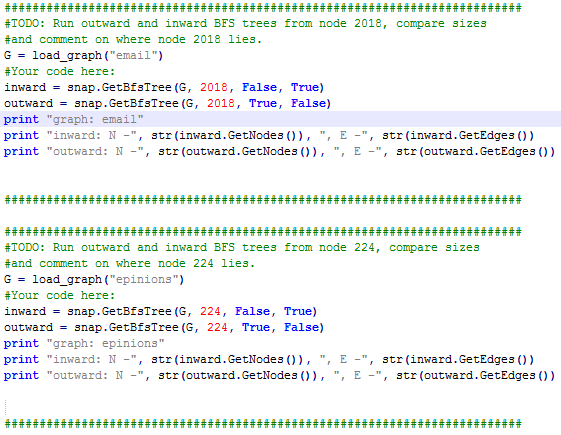 ##########################################################################
#TODO: Run outward and inward BFS trees from node 2018, compare sizes
#and comment on where node 2018 lies.
G = load_graph("email")
#Your code here:
inward = snap.GetBfsTree(G, 2018, False, True)
outward = snap.GetBfsTree(G, 2018, True, False)
print "graph: email"
print "inward: N -", str(inward.GetNodes()), ", E -", str(inward.GetEdges())
print "outward: N -", str(outward.GetNodes()), ", E -", str(outward.GetEdges())
##########################################################################
##########################################################################
#TODO: Run outward and inward BFS trees from node 224, compare sizes
#and comment on where node 224 lies.
G = load_graph("epinions")
#Your code here:
inward = snap.GetBfsTree(G, 224, False, True)
outward = snap.GetBfsTree(G, 224, True, False)
print "graph: epinions"
print "inward: N -", str(inward.GetNodes()), ", E -", str(inward.GetEdges())
print "outward: N -", str(outward.GetNodes()), ", E -", str(outward.GetEdges())
##########################################################################